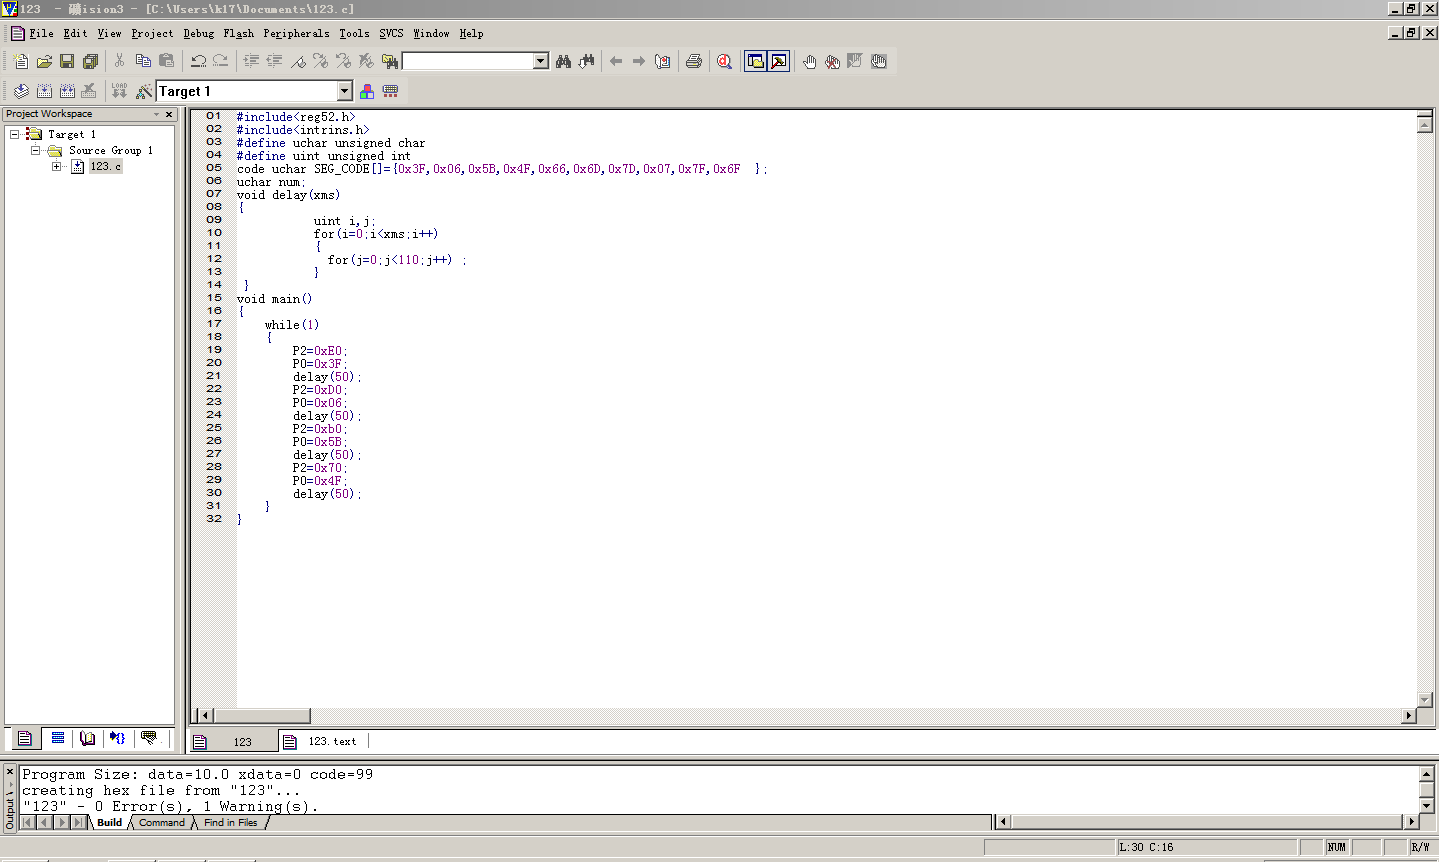 123 - 礦ision3 - [C:\Users\k17\Documents\123.c]
File Edit View Project Debug Flash Peripherals Tools SVCS Window Help
LOAD Target 1
Project Workspace
Target 1
Source Group 1
123.c
01 #include<reg52.h>
02 #include<intrins.h>
03 #define uchar unsigned char
04 #define uint unsigned int
05 code uchar SEG_CODE[]={0x3F,0x06,0x5B,0x4F,0x66,0x6D,0x7D,0x07,0x7F,0x6F };
06 uchar num;
07 void delay(xms)
08 {
09 uint i,j;
10 for(i=0;i<xms;i++)
11 {
12 for(j=0;j<110;j++) ;
13 }
14 }
15 void main()
16 {
17 while(1)
18 {
19 P2=0xE0;
20 P0=0x3F;
21 delay(50);
22 P2=0xD0;
23 P0=0x06;
24 delay(50);
25 P2=0xb0;
26 P0=0x5B;
27 delay(50);
28 P2=0x70;
29 P0=0x4F;
30 delay(50);
31 }
32 }
123 123.text
Output
Program Size: data=10.0 xdata=0 code=99
creating hex file from "123"...
"123" - 0 Error(s), 1 Warning(s).
Build Command Find in Files
L:30 C:16 NUM R/W